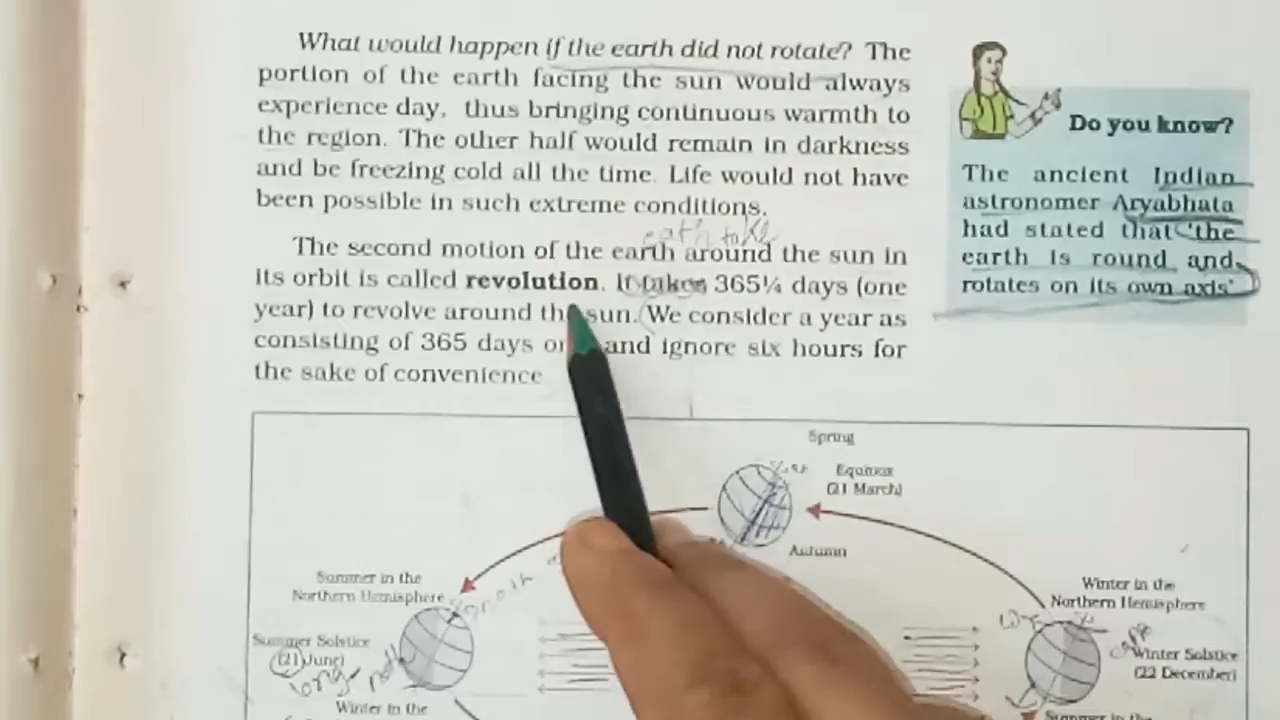 What would happen if the earth did not rotate? The
portion of the earth facing the sun would always
experience day, thus bringing continuous warmth to
the region. The other half would remain in darkness
and be freezing cold all the time. Life would not have
been possible in such extreme conditions.
eath take
The second motion of the earth around the sun in
its orbit is called revolution. It takes 365¼ days (one
year) to revolve around the sun. We consider a year as
consisting of 365 days and ignore six hours for
the sake of convenience
Do you know?
The ancient Indian
astronomer Aryabhata
had stated that 'the
earth is round and
rotates on its own axis'
Spring
Equinox
(21 March)
Autumn
Summer in the
Northern Hemisphere
Summer Solstice
(21 June)
long
Winter in the
Winter in the
Northern Hemisphere
Winter Solstice
(22 December)
Summer in the